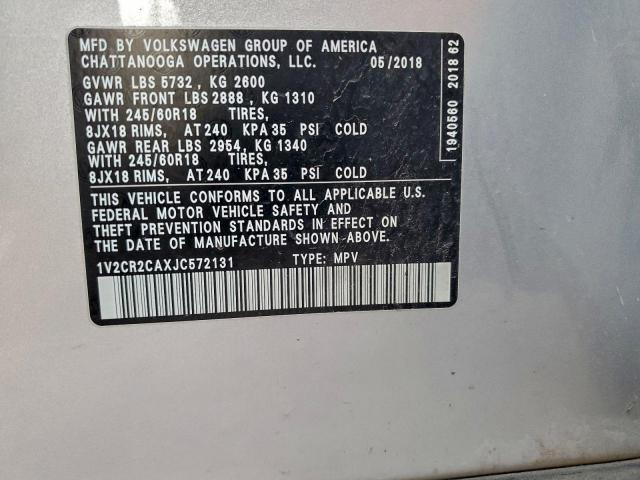 MFD BY VOLKSWAGEN GROUP OF AMERICA
CHATTANOOGA OPERATIONS, LLC. 05/2018
GVWR LBS 5732, KG 2600
GAWR FRONT LBS 2888, KG 1310
WITH 245/60R18 TIRES,
8JX18 RIMS, AT 240 KPA 35 PSI COLD
GAWR REAR LBS 2954, KG 1340
WITH 245/60R18 TIRES,
8JX18 RIMS, AT 240 KPA 35 PSI COLD
THIS VEHICLE CONFORMS TO ALL APPLICABLE U.S.
FEDERAL MOTOR VEHICLE SAFETY AND
THEFT PREVENTION STANDARDS IN EFFECT ON
THE DATE OF MANUFACTURE SHOWN ABOVE.
1V2CR2CAXJC572131 TYPE: MPV
1940560 2018 62